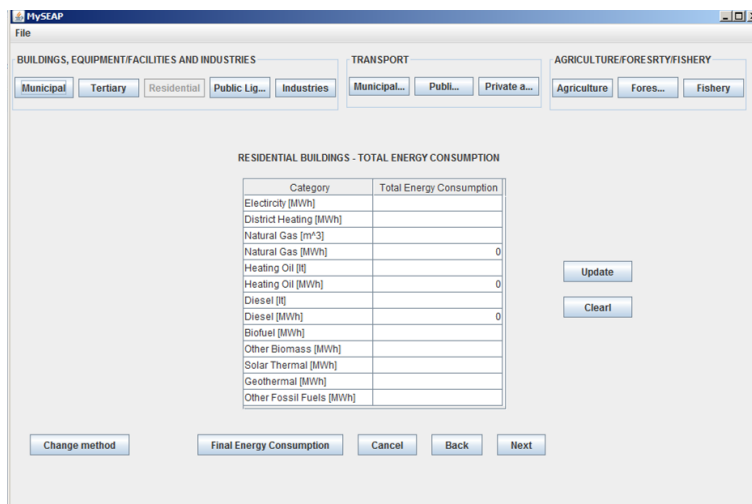 MySEAP
File
BUILDINGS, EQUIPMENT/FACILITIES AND INDUSTRIES TRANSPORT AGRICULTURE/FORESRTY/FISHERY
Municipal Tertiary Residential Public Lig... Industries Municipal... Publi... Private a... Agriculture Fores... Fishery
RESIDENTIAL BUILDINGS - TOTAL ENERGY CONSUMPTION
Category Total Energy Consumption
Electircity [MWh]
District Heating [MWh]
Natural Gas [m^3]
Natural Gas [MWh] 0
Heating Oil [lt]
Heating Oil [MWh] 0
Update
Diesel [lt]
Diesel [MWh] 0
Clearl
Biofuel [MWh]
Other Biomass [MWh]
Solar Thermal [MWh]
Geothermal [MWh]
Other Fossil Fuels [MWh]
Change method Final Energy Consumption Cancel Back Next